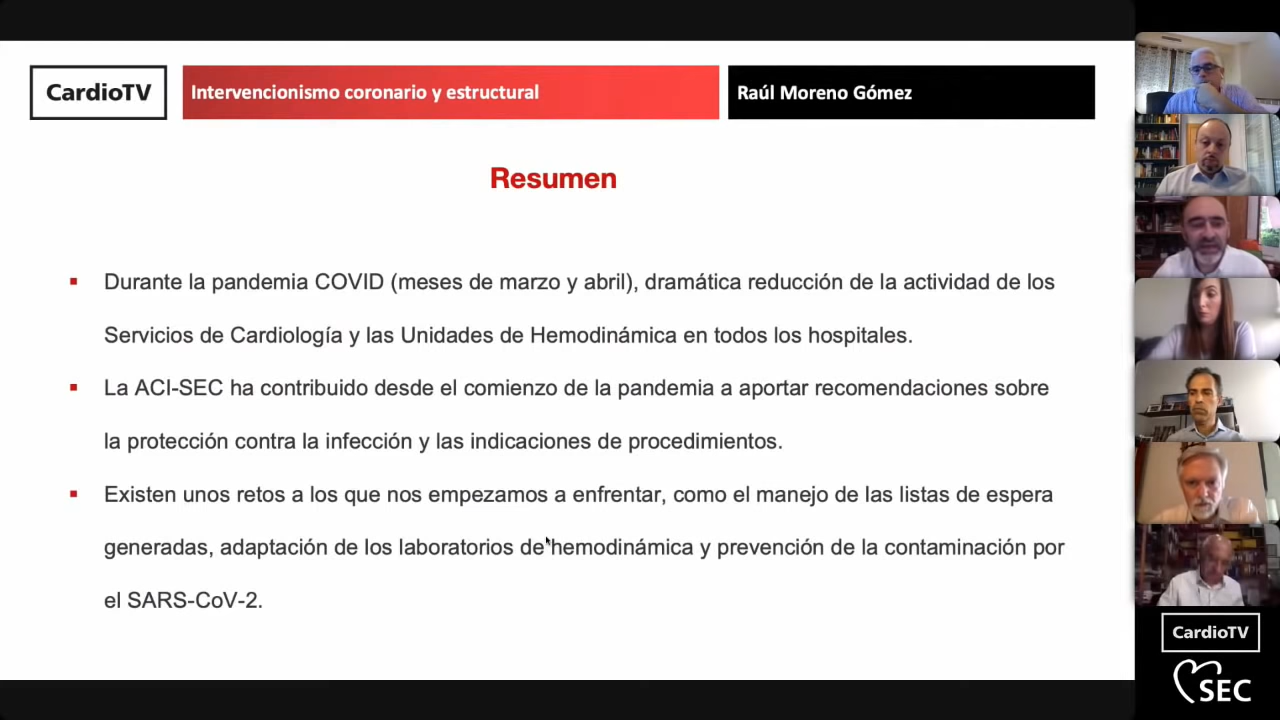 CardioTV
Intervencionismo coronario y estructural
Raúl Moreno Gómez
Resumen
Durante la pandemia COVID (meses de marzo y abril), dramática reducción de la actividad de los
Servicios de Cardiología y las Unidades de Hemodinámica en todos los hospitales.
La ACI-SEC ha contribuido desde el comienzo de la pandemia a aportar recomendaciones sobre
la protección contra la infección y las indicaciones de procedimientos.
Existen unos retos a los que nos empezamos a enfrentar, como el manejo de las listas de espera
generadas, adaptación de los laboratorios de hemodinámica y prevención de la contaminación por
el SARS-CoV-2.
CardioTV
SEC